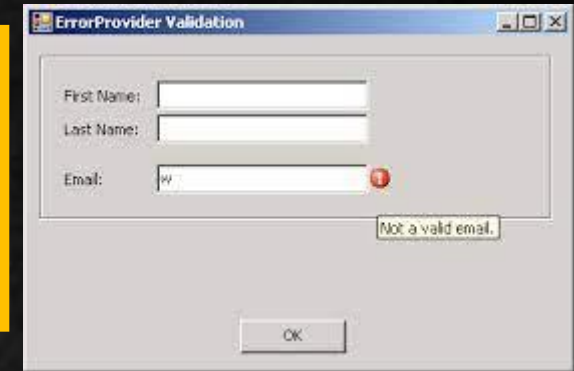 ErrorProvider Validation
First Name:
Last Name:
Email:
w
Not a valid email.
OK